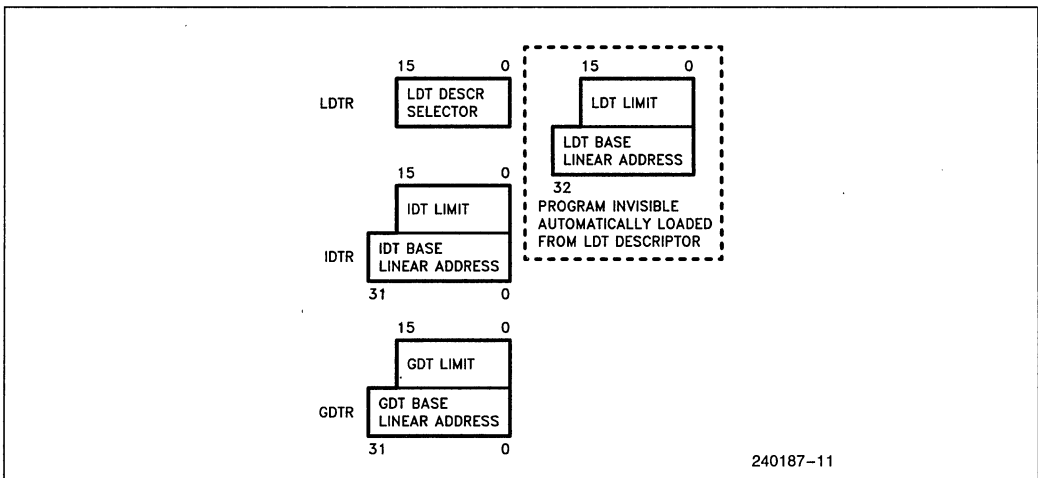 15 0
LDTR
LDT DESCR
SELECTOR
15 0
LDT LIMIT
LDT BASE
LINEAR ADDRESS
32
PROGRAM INVISIBLE
AUTOMATICALLY LOADED
FROM LDT DESCRIPTOR
15 0
IDTR
IDT LIMIT
IDT BASE
LINEAR ADDRESS
31 0
15 0
GDTR
GDT LIMIT
GDT BASE
LINEAR ADDRESS
31 0
240187-11